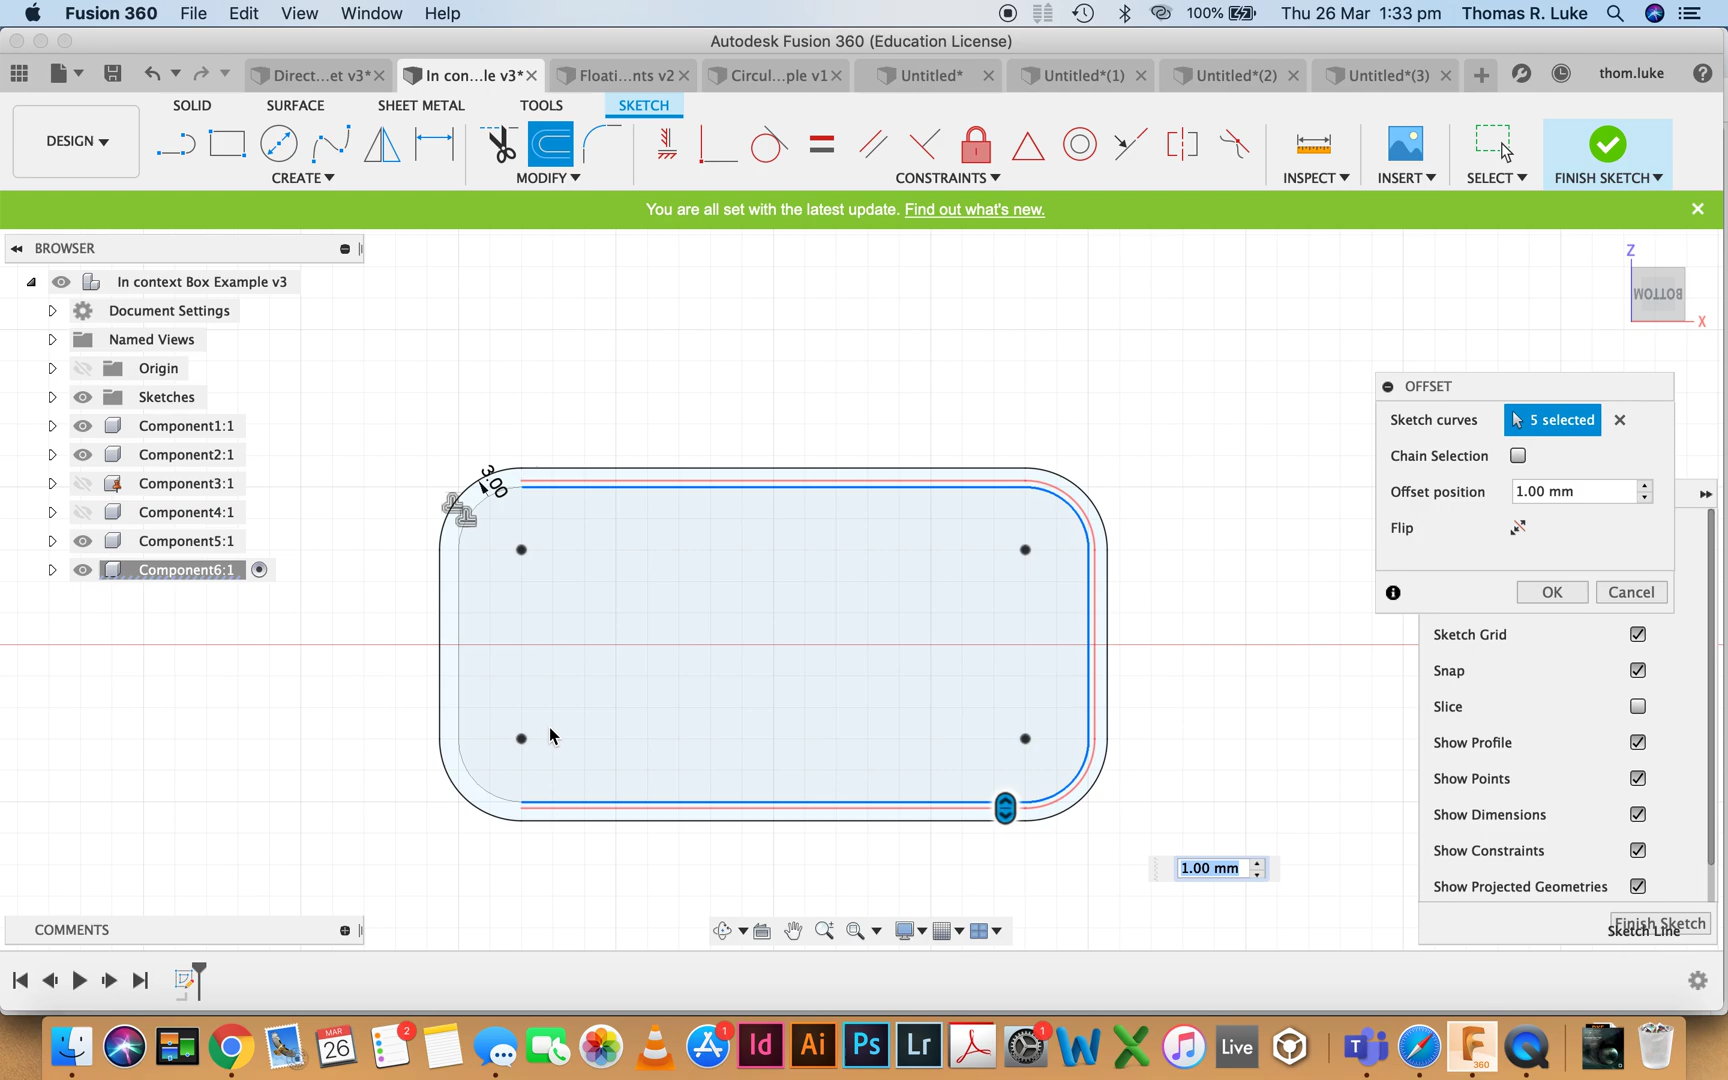 Fusion 360 File Edit View Window Help 100% Thu 26 Mar 1:33 pm Thomas R. Luke
Autodesk Fusion 360 (Education License)
Direct...et v3* In con...le v3* Floati...nts v2 Circul...ple v1 Untitled* Untitled*(1) Untitled*(2) Untitled*(3) thom.luke
SOLID SURFACE SHEET METAL TOOLS SKETCH
DESIGN
CREATE MODIFY CONSTRAINTS INSPECT INSERT SELECT FINISH SKETCH
You are all set with the latest update. Find out what's new.
BROWSER
In context Box Example v3
Document Settings
Named Views
Origin
Sketches
Component1:1
Component2:1
Component3:1
Component4:1
Component5:1
Component6:1
Z
BOTTOM
X
3.00
OFFSET
Sketch curves 5 selected
Chain Selection
Offset position 1.00 mm
Flip
OK Cancel
Sketch Grid
Snap
Slice
Show Profile
Show Points
Show Dimensions
Show Constraints
Show Projected Geometries
1.00 mm
Finish Sketch
Sketch Line
COMMENTS
MAR
26
2
1
Id
Ai
Ps
Lr
1
W
X
Live
T
F
360